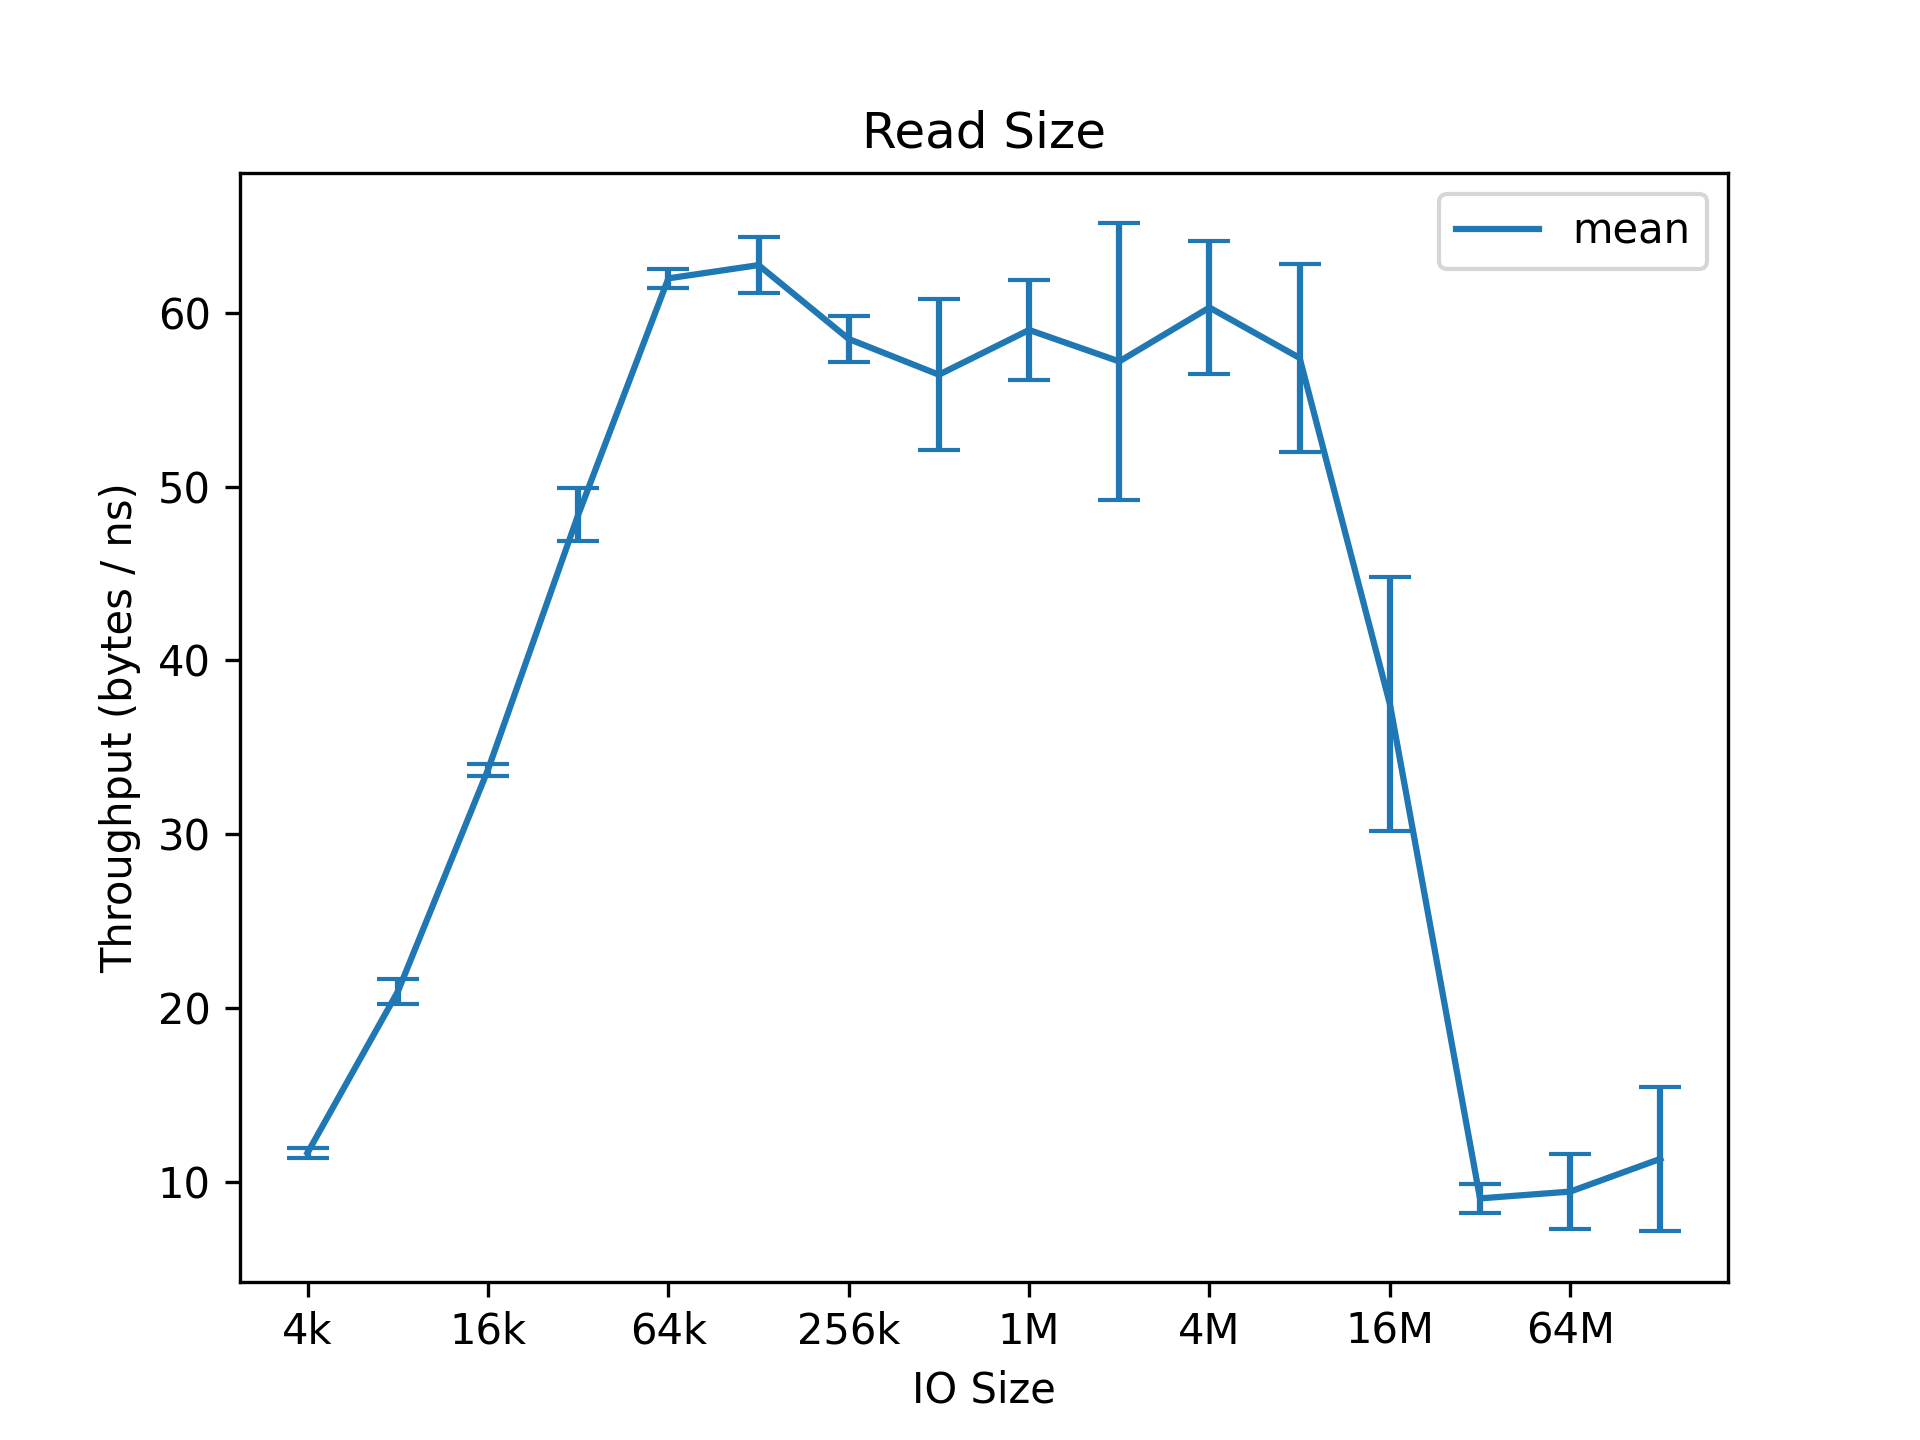 Read Size
mean
Throughput (bytes / ns)
60
50
40
30
20
10
4k 16k 64k 256k 1M 4M 16M 64M
IO Size